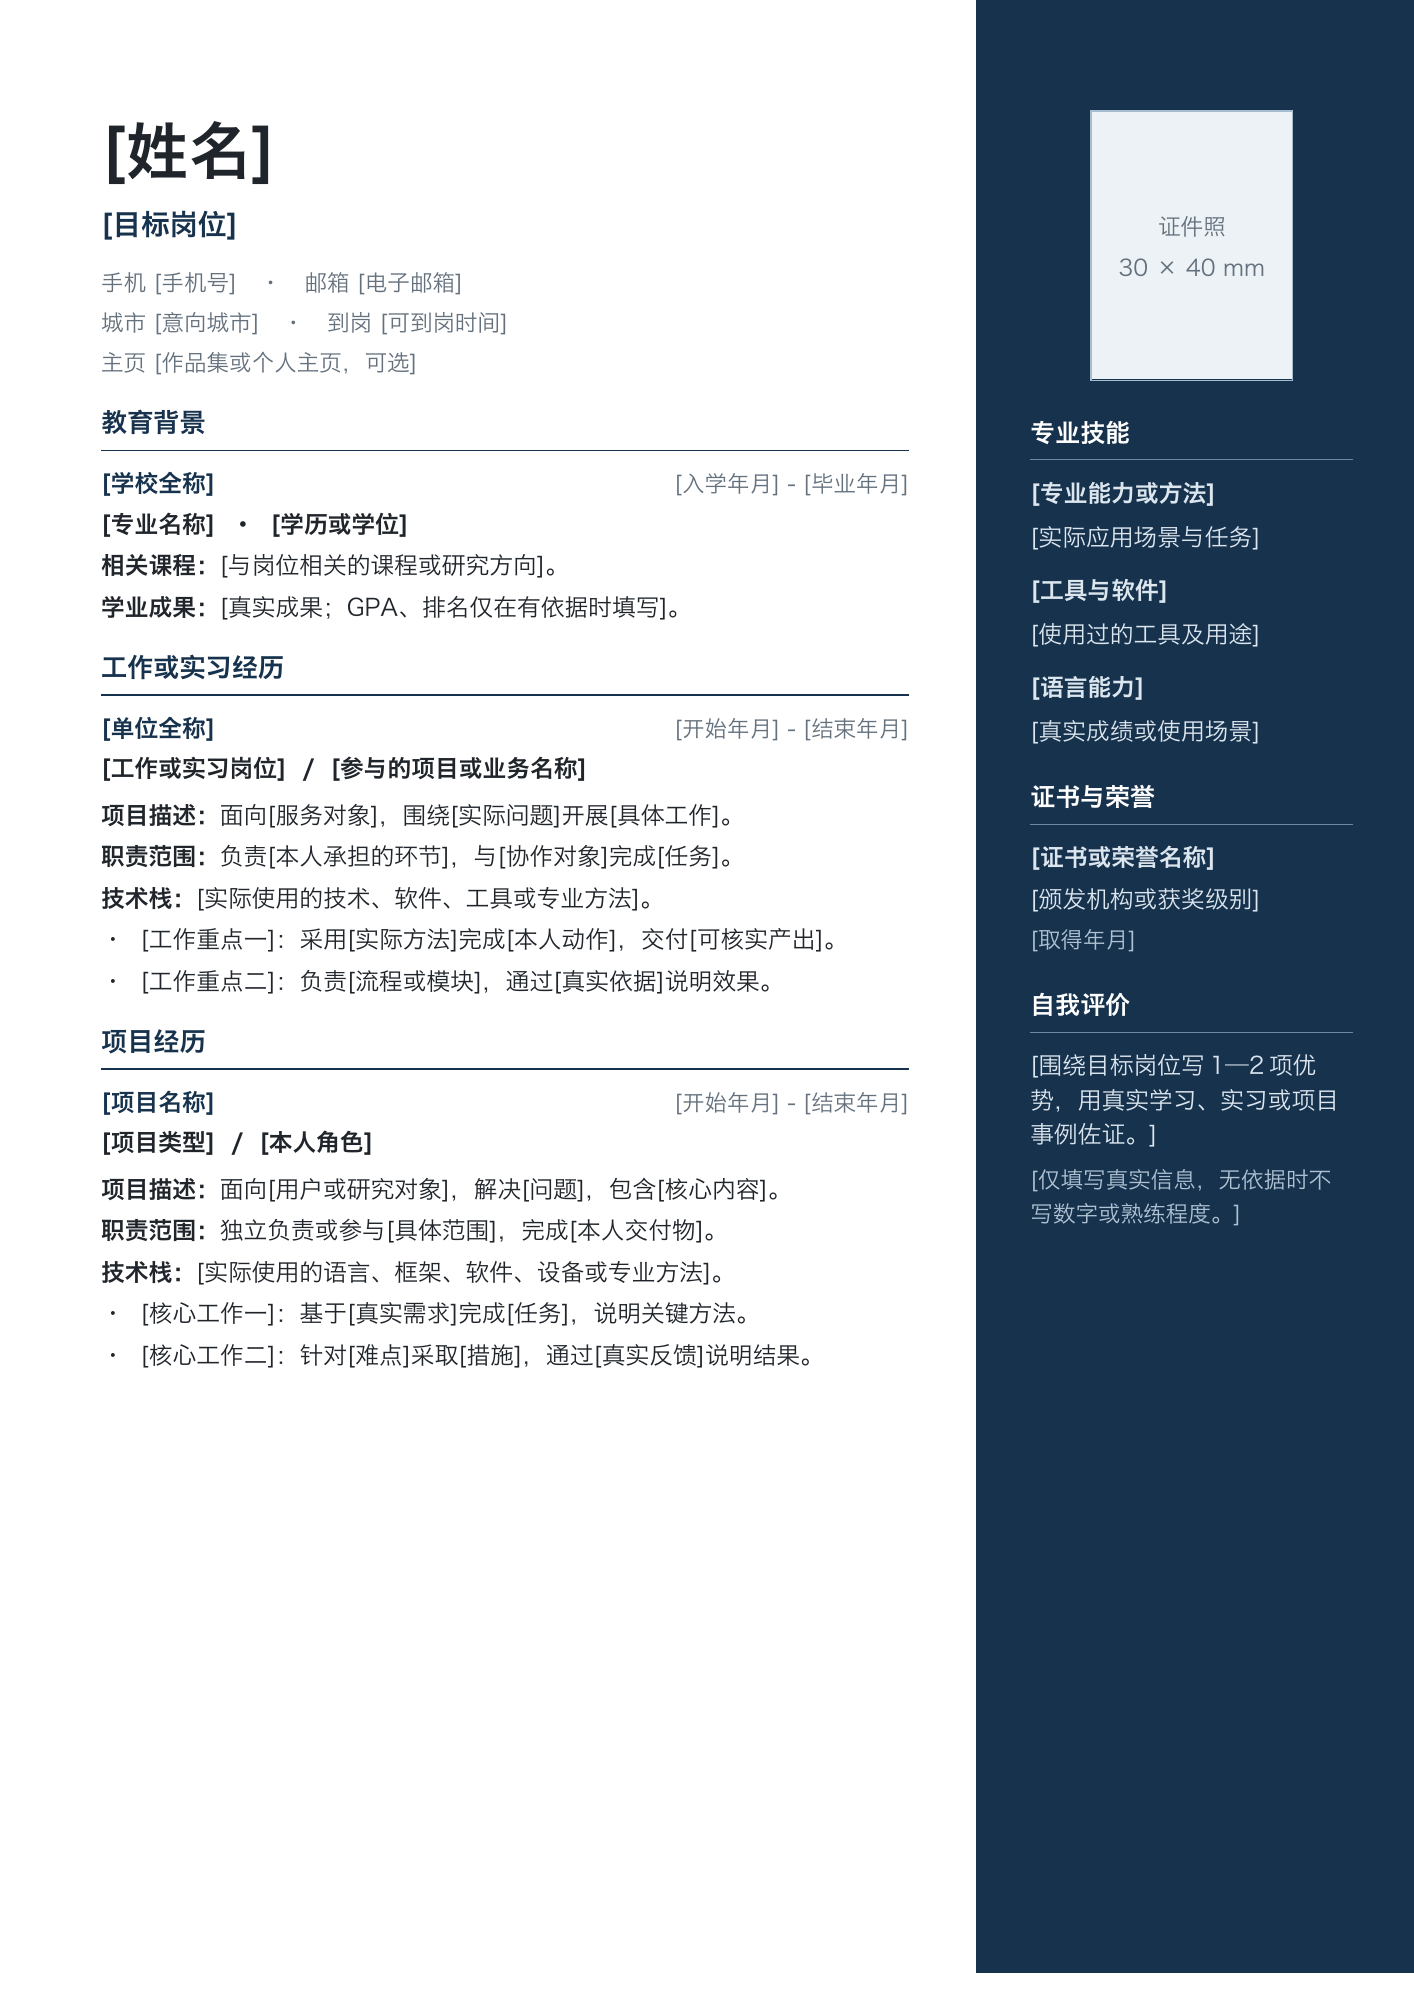 [姓名]
[目标岗位]
手机 [手机号] · 邮箱 [电子邮箱]
城市 [意向城市] · 到岗 [可到岗时间]
主页 [作品集或个人主页，可选]
教育背景
[学校全称] [入学年月] - [毕业年月]
[专业名称] · [学历或学位]
相关课程：[与岗位相关的课程或研究方向]。
学业成果：[真实成果；GPA、排名仅在有依据时填写]。
工作或实习经历
[单位全称] [开始年月] - [结束年月]
[工作或实习岗位] / [参与的项目或业务名称]
项目描述：面向[服务对象]，围绕[实际问题]开展[具体工作]。
职责范围：负责[本人承担的环节]，与[协作对象]完成[任务]。
技术栈：[实际使用的技术、软件、工具或专业方法]。
· [工作重点一]：采用[实际方法]完成[本人动作]，交付[可核实产出]。
· [工作重点二]：负责[流程或模块]，通过[真实依据]说明效果。
项目经历
[项目名称] [开始年月] - [结束年月]
[项目类型] / [本人角色]
项目描述：面向[用户或研究对象]，解决[问题]，包含[核心内容]。
职责范围：独立负责或参与[具体范围]，完成[本人交付物]。
技术栈：[实际使用的语言、框架、软件、设备或专业方法]。
· [核心工作一]：基于[真实需求]完成[任务]，说明关键方法。
· [核心工作二]：针对[难点]采取[措施]，通过[真实反馈]说明结果。
证件照
30 × 40 mm
专业技能
[专业能力或方法]
[实际应用场景与任务]
[工具与软件]
[使用过的工具及用途]
[语言能力]
[真实成绩或使用场景]
证书与荣誉
[证书或荣誉名称]
[颁发机构或获奖级别]
[取得年月]
自我评价
[围绕目标岗位写 1—2 项优
势，用真实学习、实习或项目
事例佐证。]
[仅填写真实信息，无依据时不
写数字或熟练程度。]